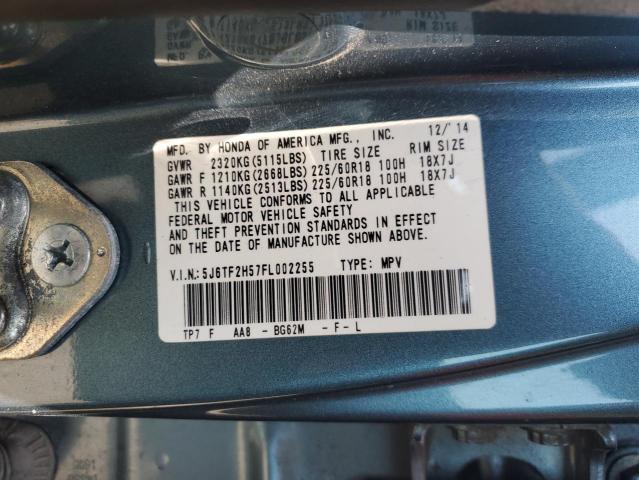 MFD. BY HONDA OF AMERICA MFG., INC. 12/'14
GVWR 2320KG(5115LBS) TIRE SIZE RIM SIZE
GAWR F 1210KG(2668LBS) 225/60R18 100H 18X7J
GAWR R 1140KG(2513LBS) 225/60R18 100H 18X7J
THIS VEHICLE CONFORMS TO ALL APPLICABLE
FEDERAL MOTOR VEHICLE SAFETY
AND THEFT PREVENTION STANDARDS IN EFFECT
ON THE DATE OF MANUFACTURE SHOWN ABOVE.
V.I.N.:5J6TF2H57FL002255 TYPE: MPV
TP7 F AA8 - BG62M - F - L